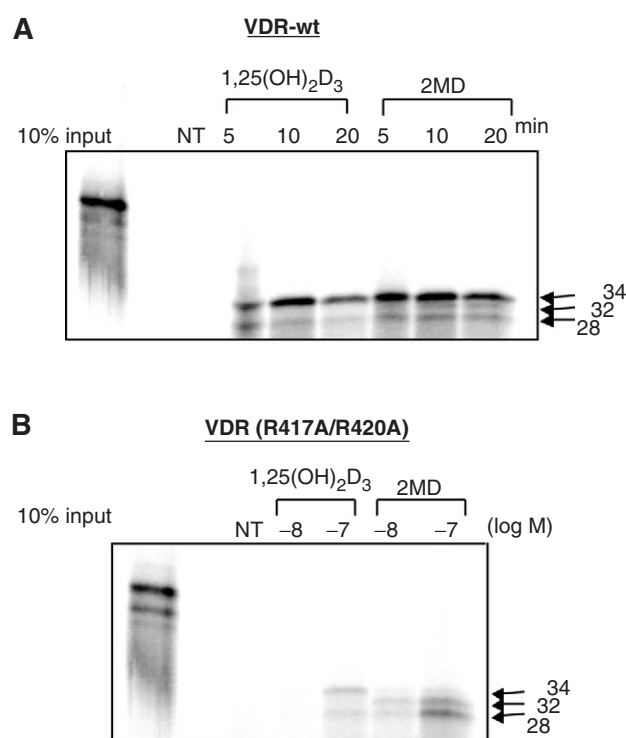 A
VDR-wt
1,25(OH)₂D₃ 2MD
10% input NT 5 10 20 5 10 20 min
34
32
28
B
VDR (R417A/R420A)
1,25(OH)₂D₃ 2MD
10% input NT –8 –7 –8 –7 (log M)
34
32
28